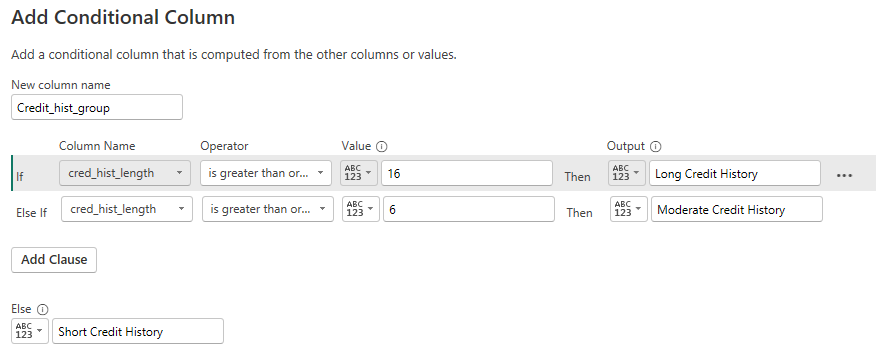 Add Conditional Column
Add a conditional column that is computed from the other columns or values.
New column name
Credit_hist_group
Column Name Operator Value Output
If cred_hist_length is greater than or... ABC 123 16 Then ABC 123 Long Credit History ...
Else If cred_hist_length is greater than or... ABC 123 6 Then ABC 123 Moderate Credit History
Add Clause
Else
ABC 123 Short Credit History